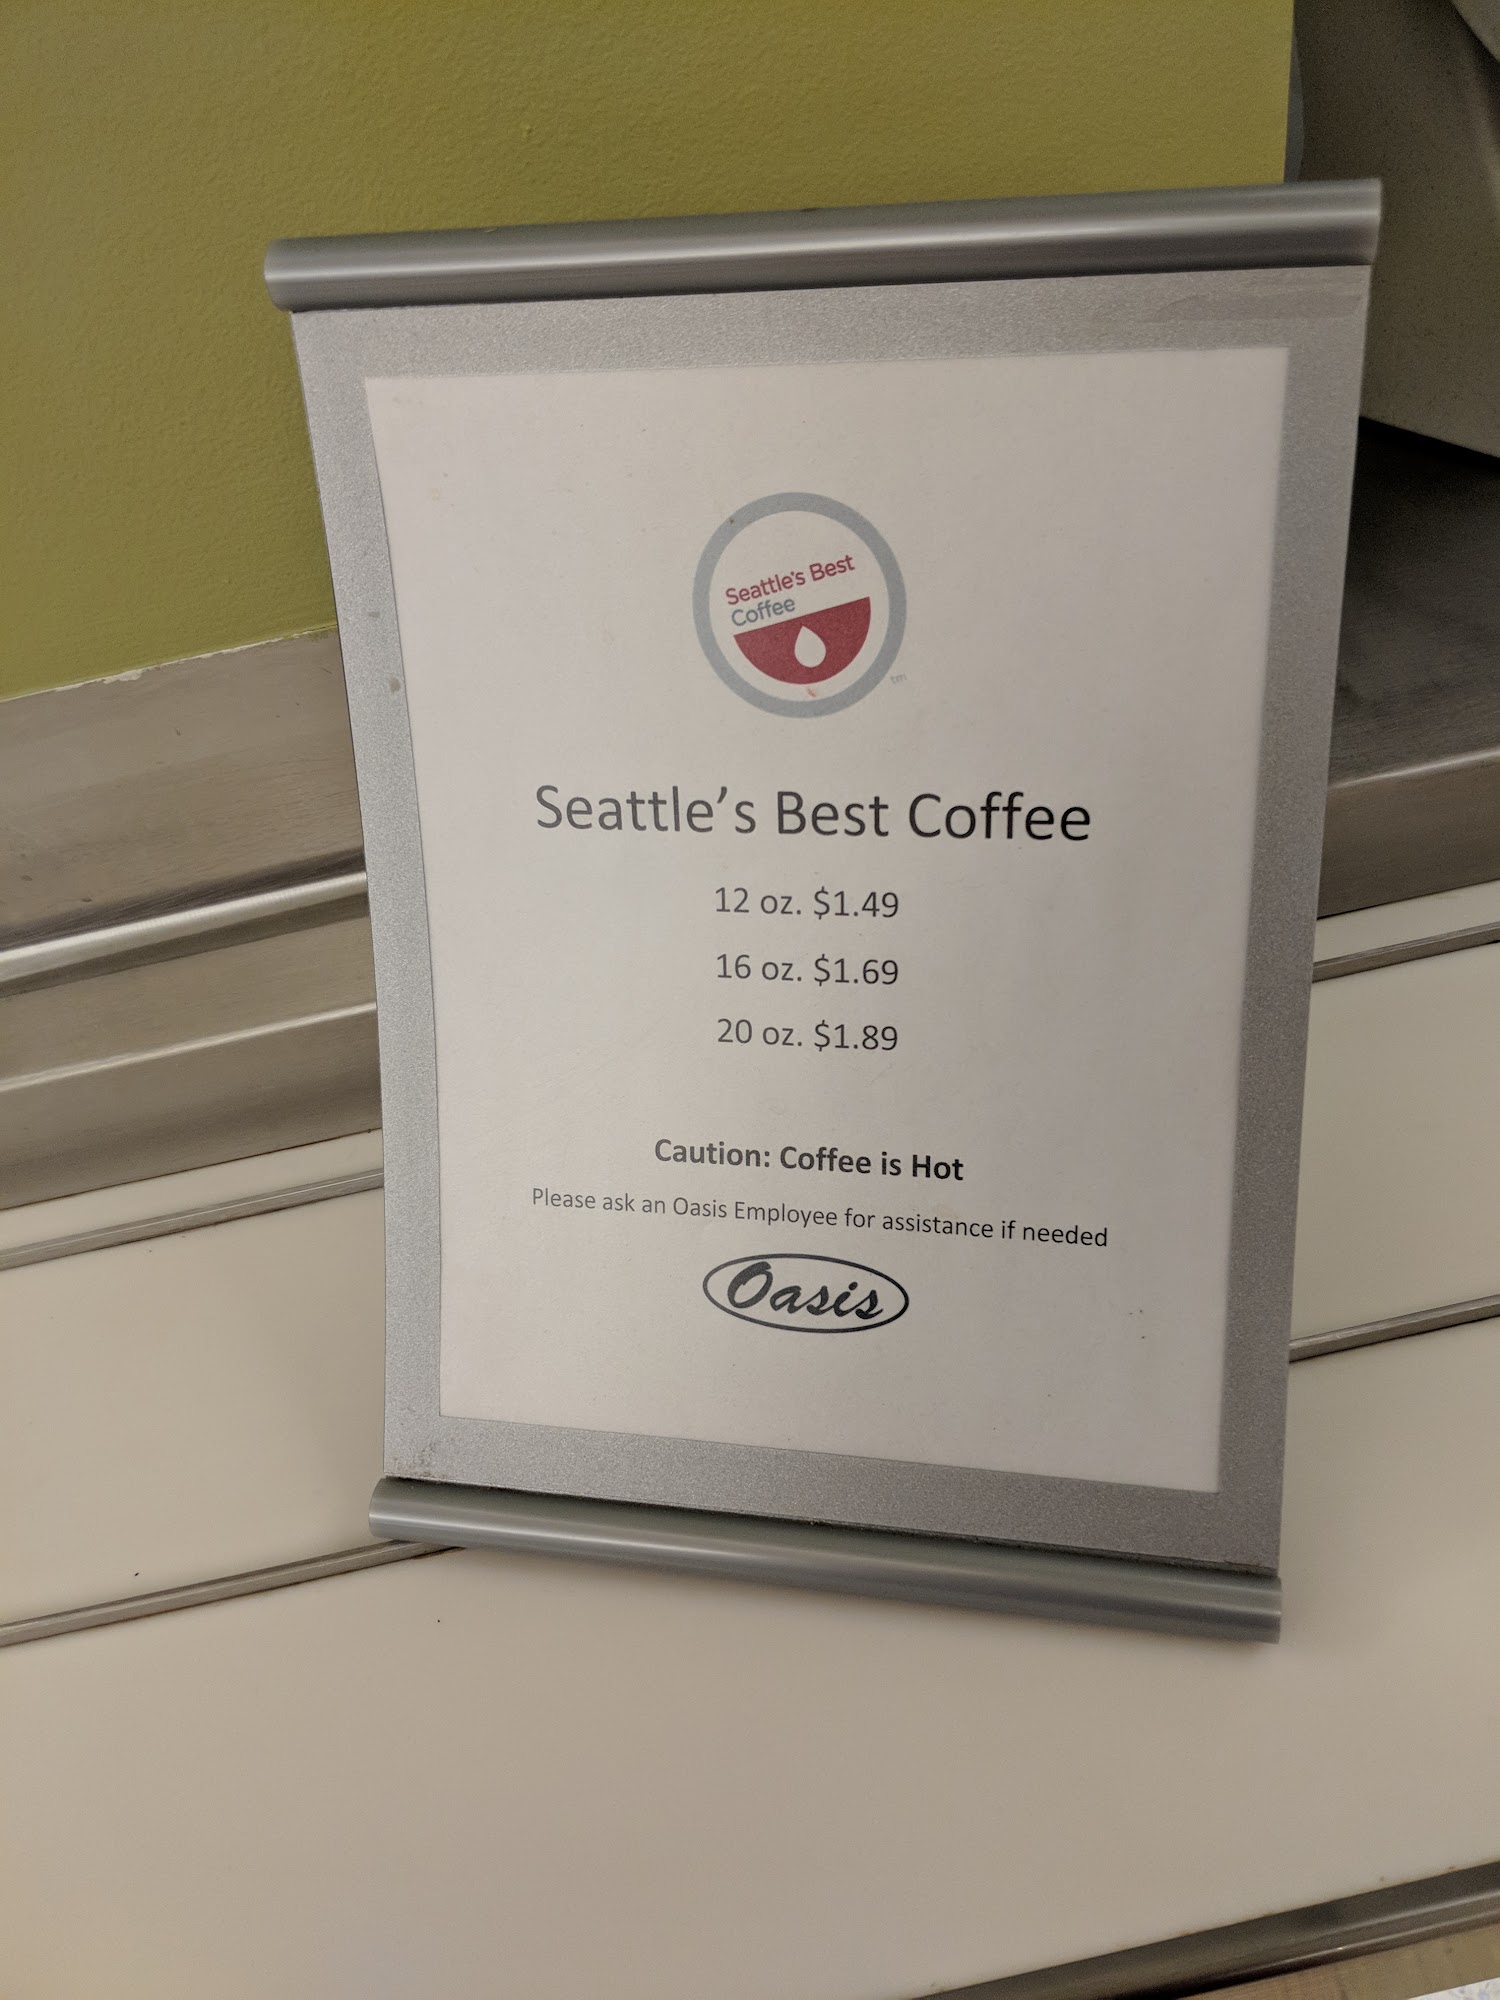 Seattle's Best
Coffee
tm
Seattle's Best Coffee
12 oz. $1.49
16 oz. $1.69
20 oz. $1.89
Caution: Coffee is Hot
Please ask an Oasis Employee for assistance if needed
Oasis